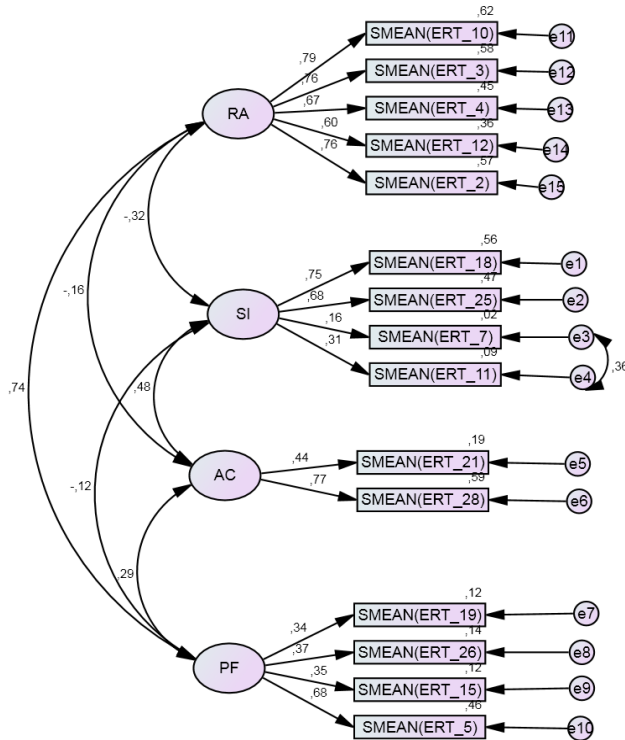 ,62
SMEAN(ERT_10)
e11
,79
,58
SMEAN(ERT_3)
e12
,76
,45
SMEAN(ERT_4)
e13
,67
RA
,36
SMEAN(ERT_12)
e14
,60
,57
SMEAN(ERT_2)
e15
,76
-,32
,56
SMEAN(ERT_18)
e1
,75
,47
SMEAN(ERT_25)
e2
,68
-,16
SI
,02
SMEAN(ERT_7)
e3
,16
,09
SMEAN(ERT_11)
e4
,31
,36
,74
,48
,19
SMEAN(ERT_21)
e5
,44
AC
,59
SMEAN(ERT_28)
e6
,77
-,12
,29
,12
SMEAN(ERT_19)
e7
,34
,14
SMEAN(ERT_26)
e8
,37
PF
,12
SMEAN(ERT_15)
e9
,35
,46
SMEAN(ERT_5)
e10
,68